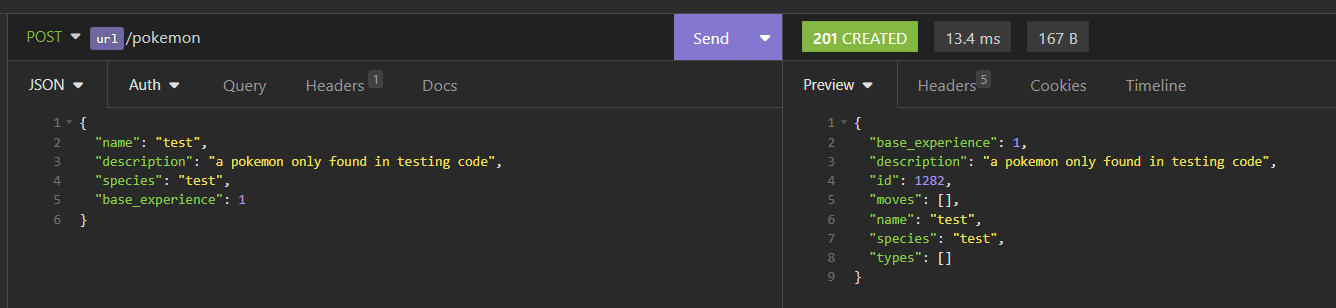 POST url /pokemon Send
JSON Auth Query Headers 1 Docs
1 {
2 "name": "test",
3 "description": "a pokemon only found in testing code",
4 "species": "test",
5 "base_experience": 1
6 }
201 CREATED 13.4 ms 167 B
Preview Headers 5 Cookies Timeline
1 {
2 "base_experience": 1,
3 "description": "a pokemon only found in testing code",
4 "id": 1282,
5 "moves": [],
6 "name": "test",
7 "species": "test",
8 "types": []
9 }